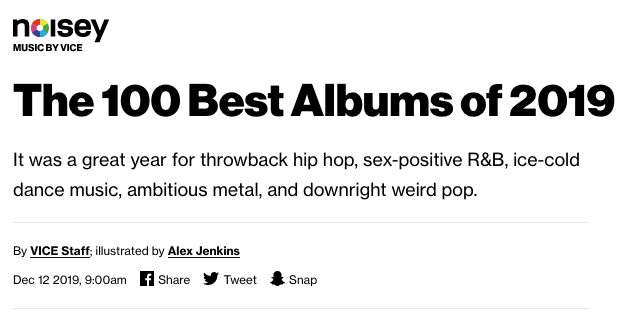 noisey
MUSIC BY VICE
The 100 Best Albums of 2019
It was a great year for throwback hip hop, sex-positive R&B, ice-cold
dance music, ambitious metal, and downright weird pop.
By VICE Staff; illustrated by Alex Jenkins
Dec 12 2019, 9:00am Share Tweet Snap